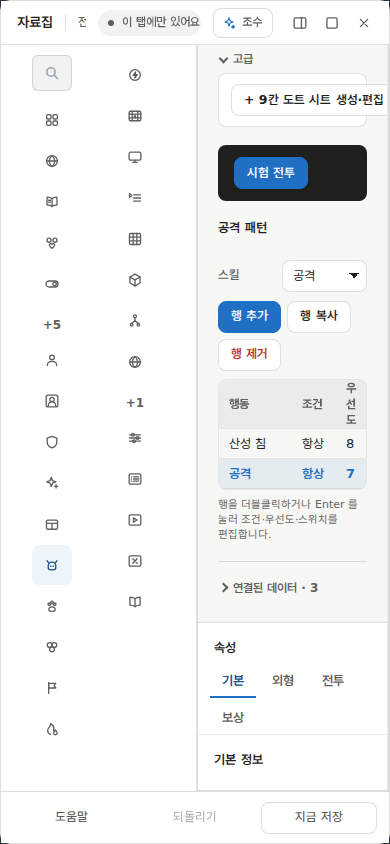 자료집
전
이 탭에만 있어요
조수
고급
+ 9칸 도트 시트 생성·편집
시험 전투
공격 패턴
스킬
공격
행 추가
행 복사
행 제거
행동 조건 우선도
산성 침 항상 8
공격 항상 7
행을 더블클릭하거나 Enter 를
눌러 조건·우선도·스위치를
편집합니다.
연결된 데이터 · 3
+5
+1
속성
기본
외형
전투
보상
기본 정보
도움말
되돌리기
지금 저장